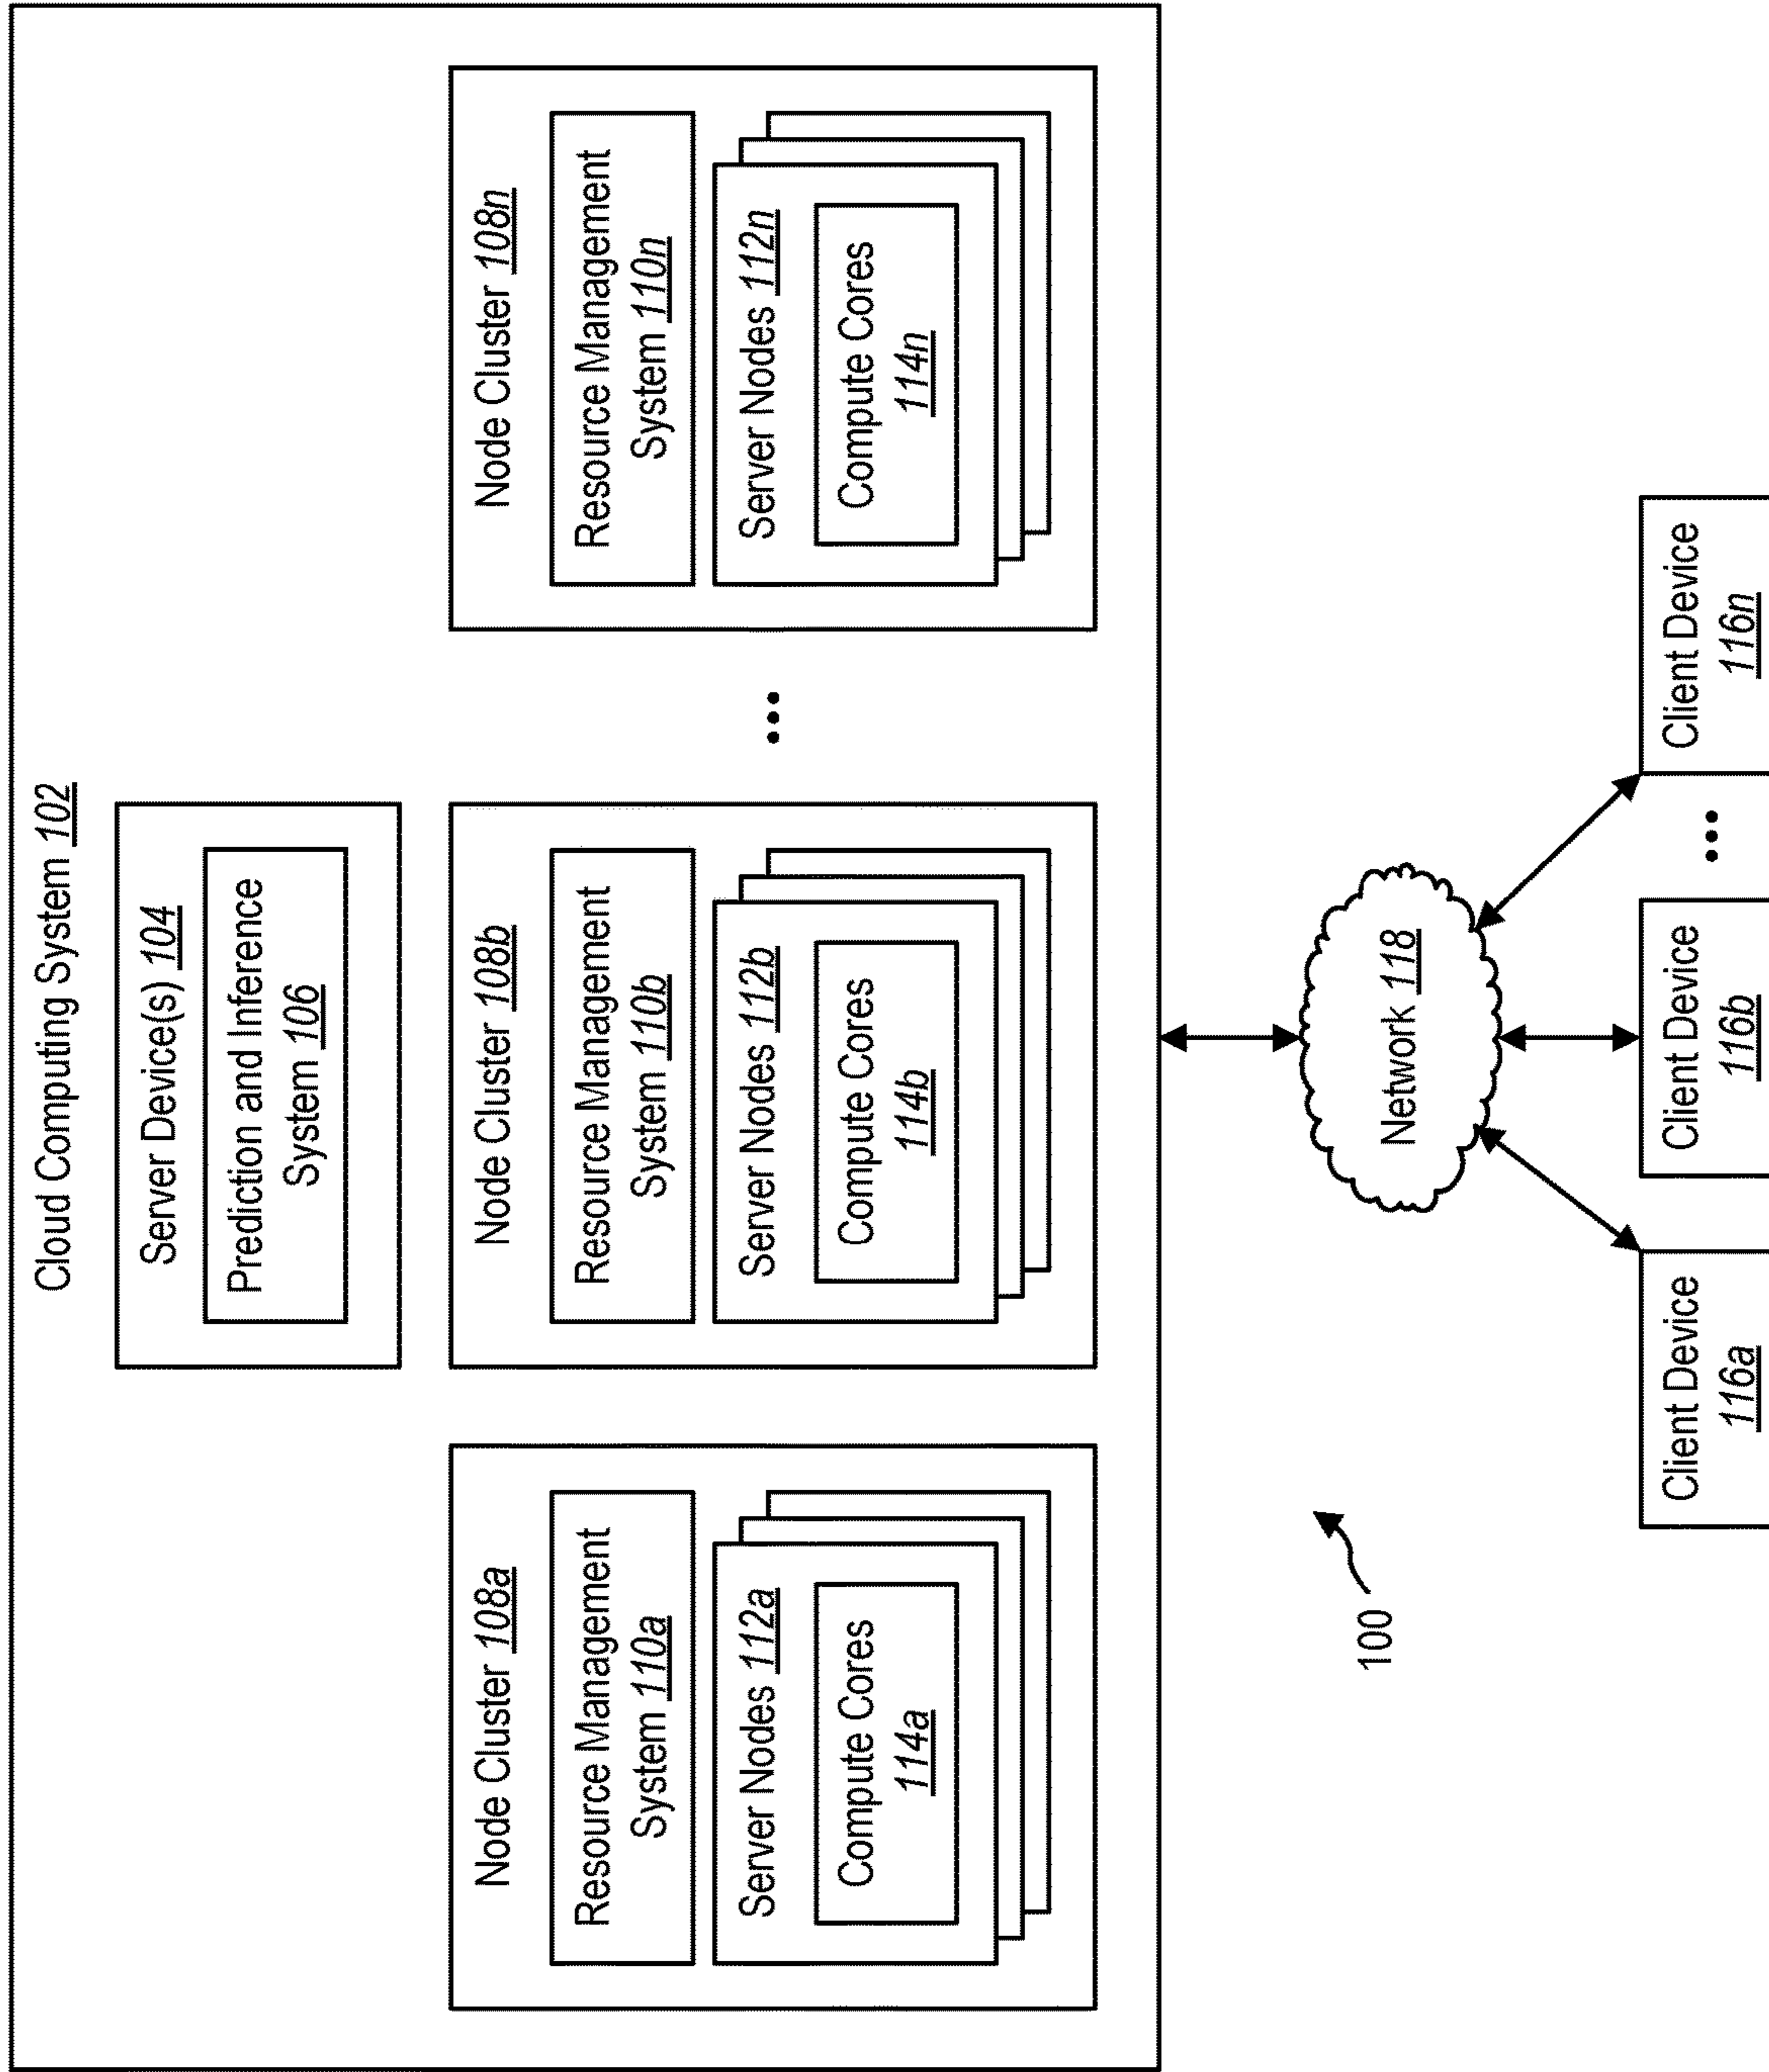 Cloud Computing System 102
Server Device(s) 104
Prediction and Inference
System 106
Node Cluster 108a
Resource Management
System 110a
Server Nodes 112a
Compute Cores
114a
Node Cluster 108b
Resource Management
System 110b
Server Nodes 112b
Compute Cores
114b
...
Node Cluster 108n
Resource Management
System 110n
Server Nodes 112n
Compute Cores
114n
100
Network 118
Client Device
116a
Client Device
116b
...
Client Device
116n